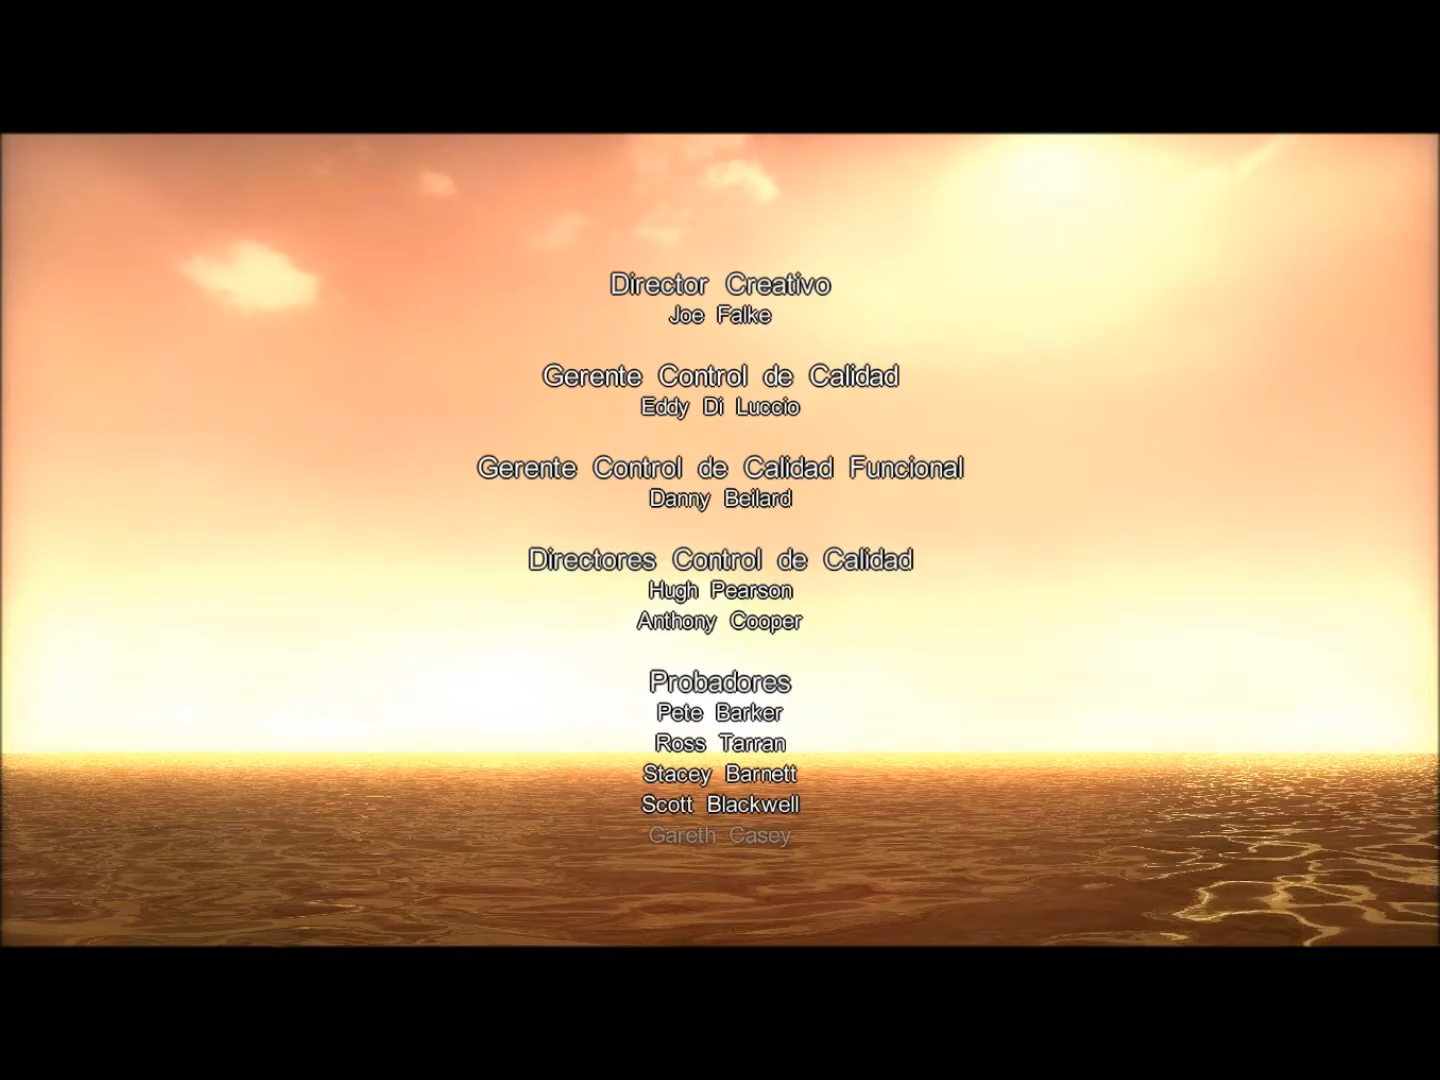 Director Creativo
Joe Falke
Gerente Control de Calidad
Eddy Di Luccio
Gerente Control de Calidad Funcional
Danny Beilard
Directores Control de Calidad
Hugh Pearson
Anthony Cooper
Probadores
Pete Barker
Ross Tarran
Stacey Barnett
Scott Blackwell
Gareth Casey